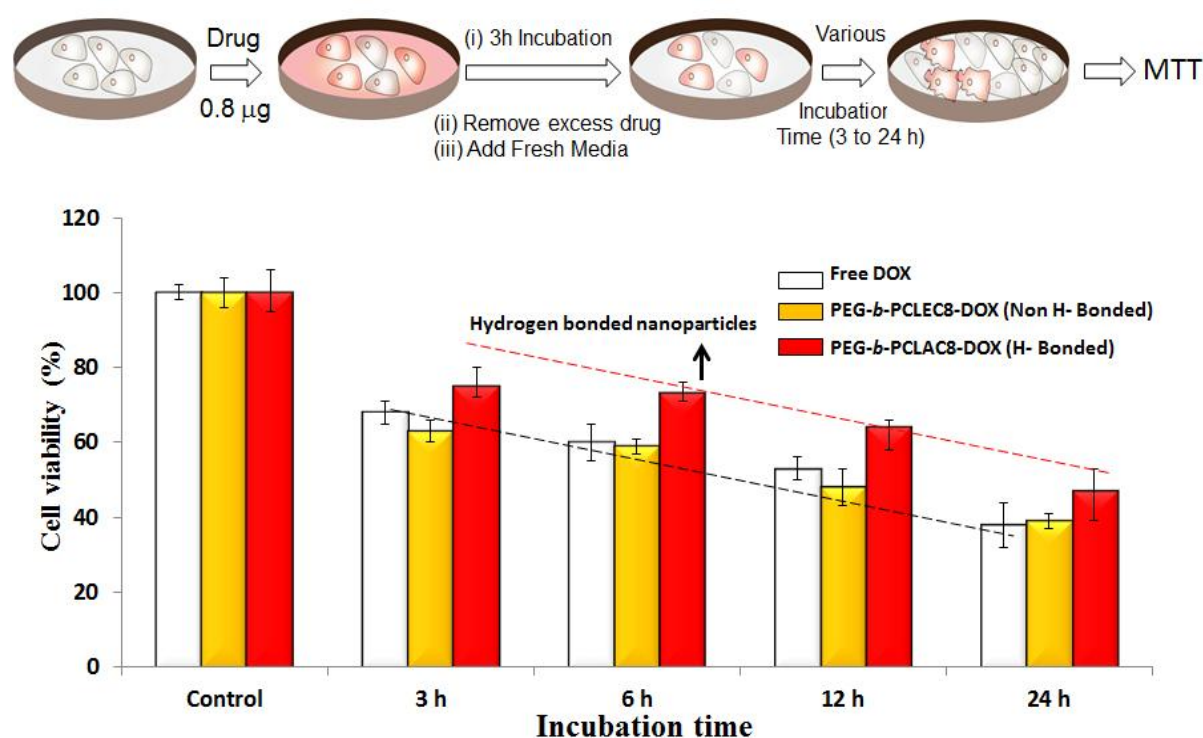 Drug
0.8 µg
(i) 3h Incubation
(ii) Remove excess drug
(iii) Add Fresh Media
Various
Incubatior
Time (3 to 24 h)
MTT
120
100
80
60
40
20
0
Cell viability (%)
Free DOX
PEG-b-PCLEC8-DOX (Non H- Bonded)
PEG-b-PCLAC8-DOX (H- Bonded)
Hydrogen bonded nanoparticles
Control 3 h 6 h 12 h 24 h
Incubation time